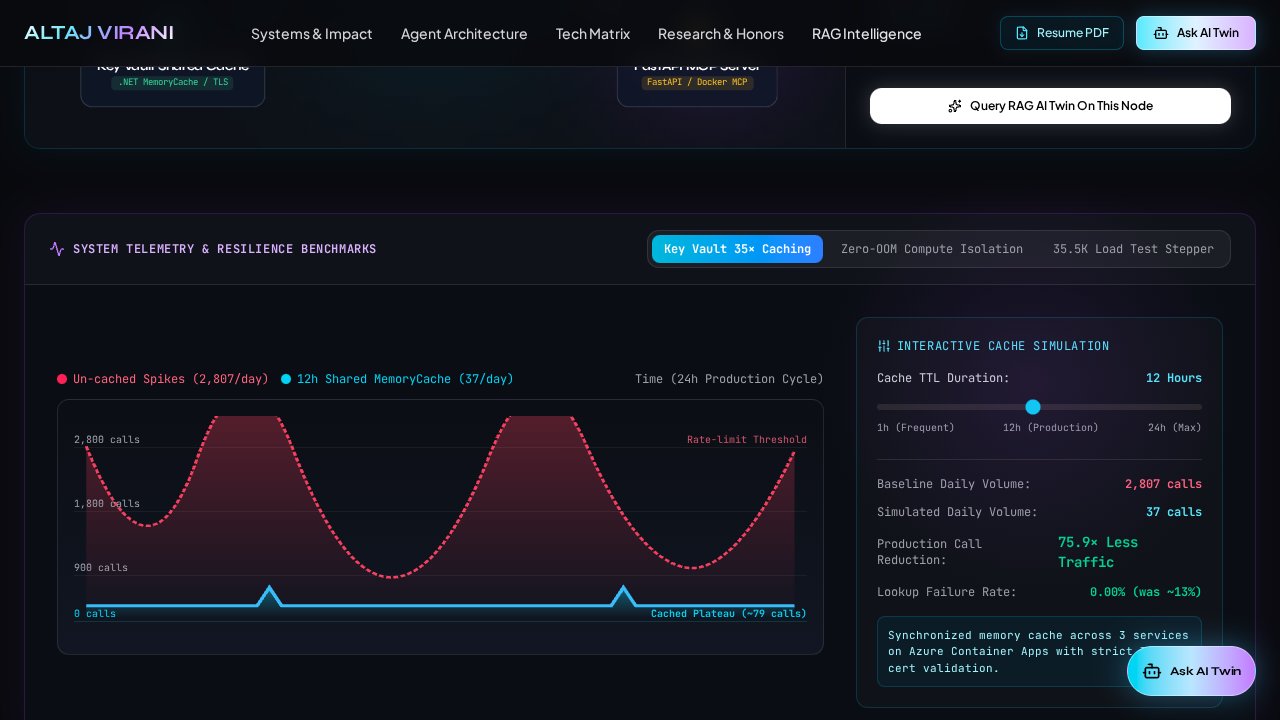 ALTAJ VIRANI
Systems & Impact
Agent Architecture
Tech Matrix
Research & Honors
RAG Intelligence
Resume PDF
Ask AI Twin
Key Vault Shared Cache
.NET MemoryCache / TLS
FastAPI MCP Server
FastAPI / Docker MCP
Query RAG AI Twin On This Node
SYSTEM TELEMETRY & RESILIENCE BENCHMARKS
Key Vault 35× Caching
Zero-OOM Compute Isolation
35.5K Load Test Stepper
Un-cached Spikes (2,807/day)
12h Shared MemoryCache (37/day)
Time (24h Production Cycle)
2,800 calls
Rate-limit Threshold
1,800 calls
900 calls
0 calls
Cached Plateau (~79 calls)
INTERACTIVE CACHE SIMULATION
Cache TTL Duration:
12 Hours
1h (Frequent)
12h (Production)
24h (Max)
Baseline Daily Volume:
2,807 calls
Simulated Daily Volume:
37 calls
Production Call
Reduction:
75.9× Less
Traffic
Lookup Failure Rate:
0.00% (was ~13%)
Synchronized memory cache across 3 services
on Azure Container Apps with strict
cert validation.
Ask AI Twin